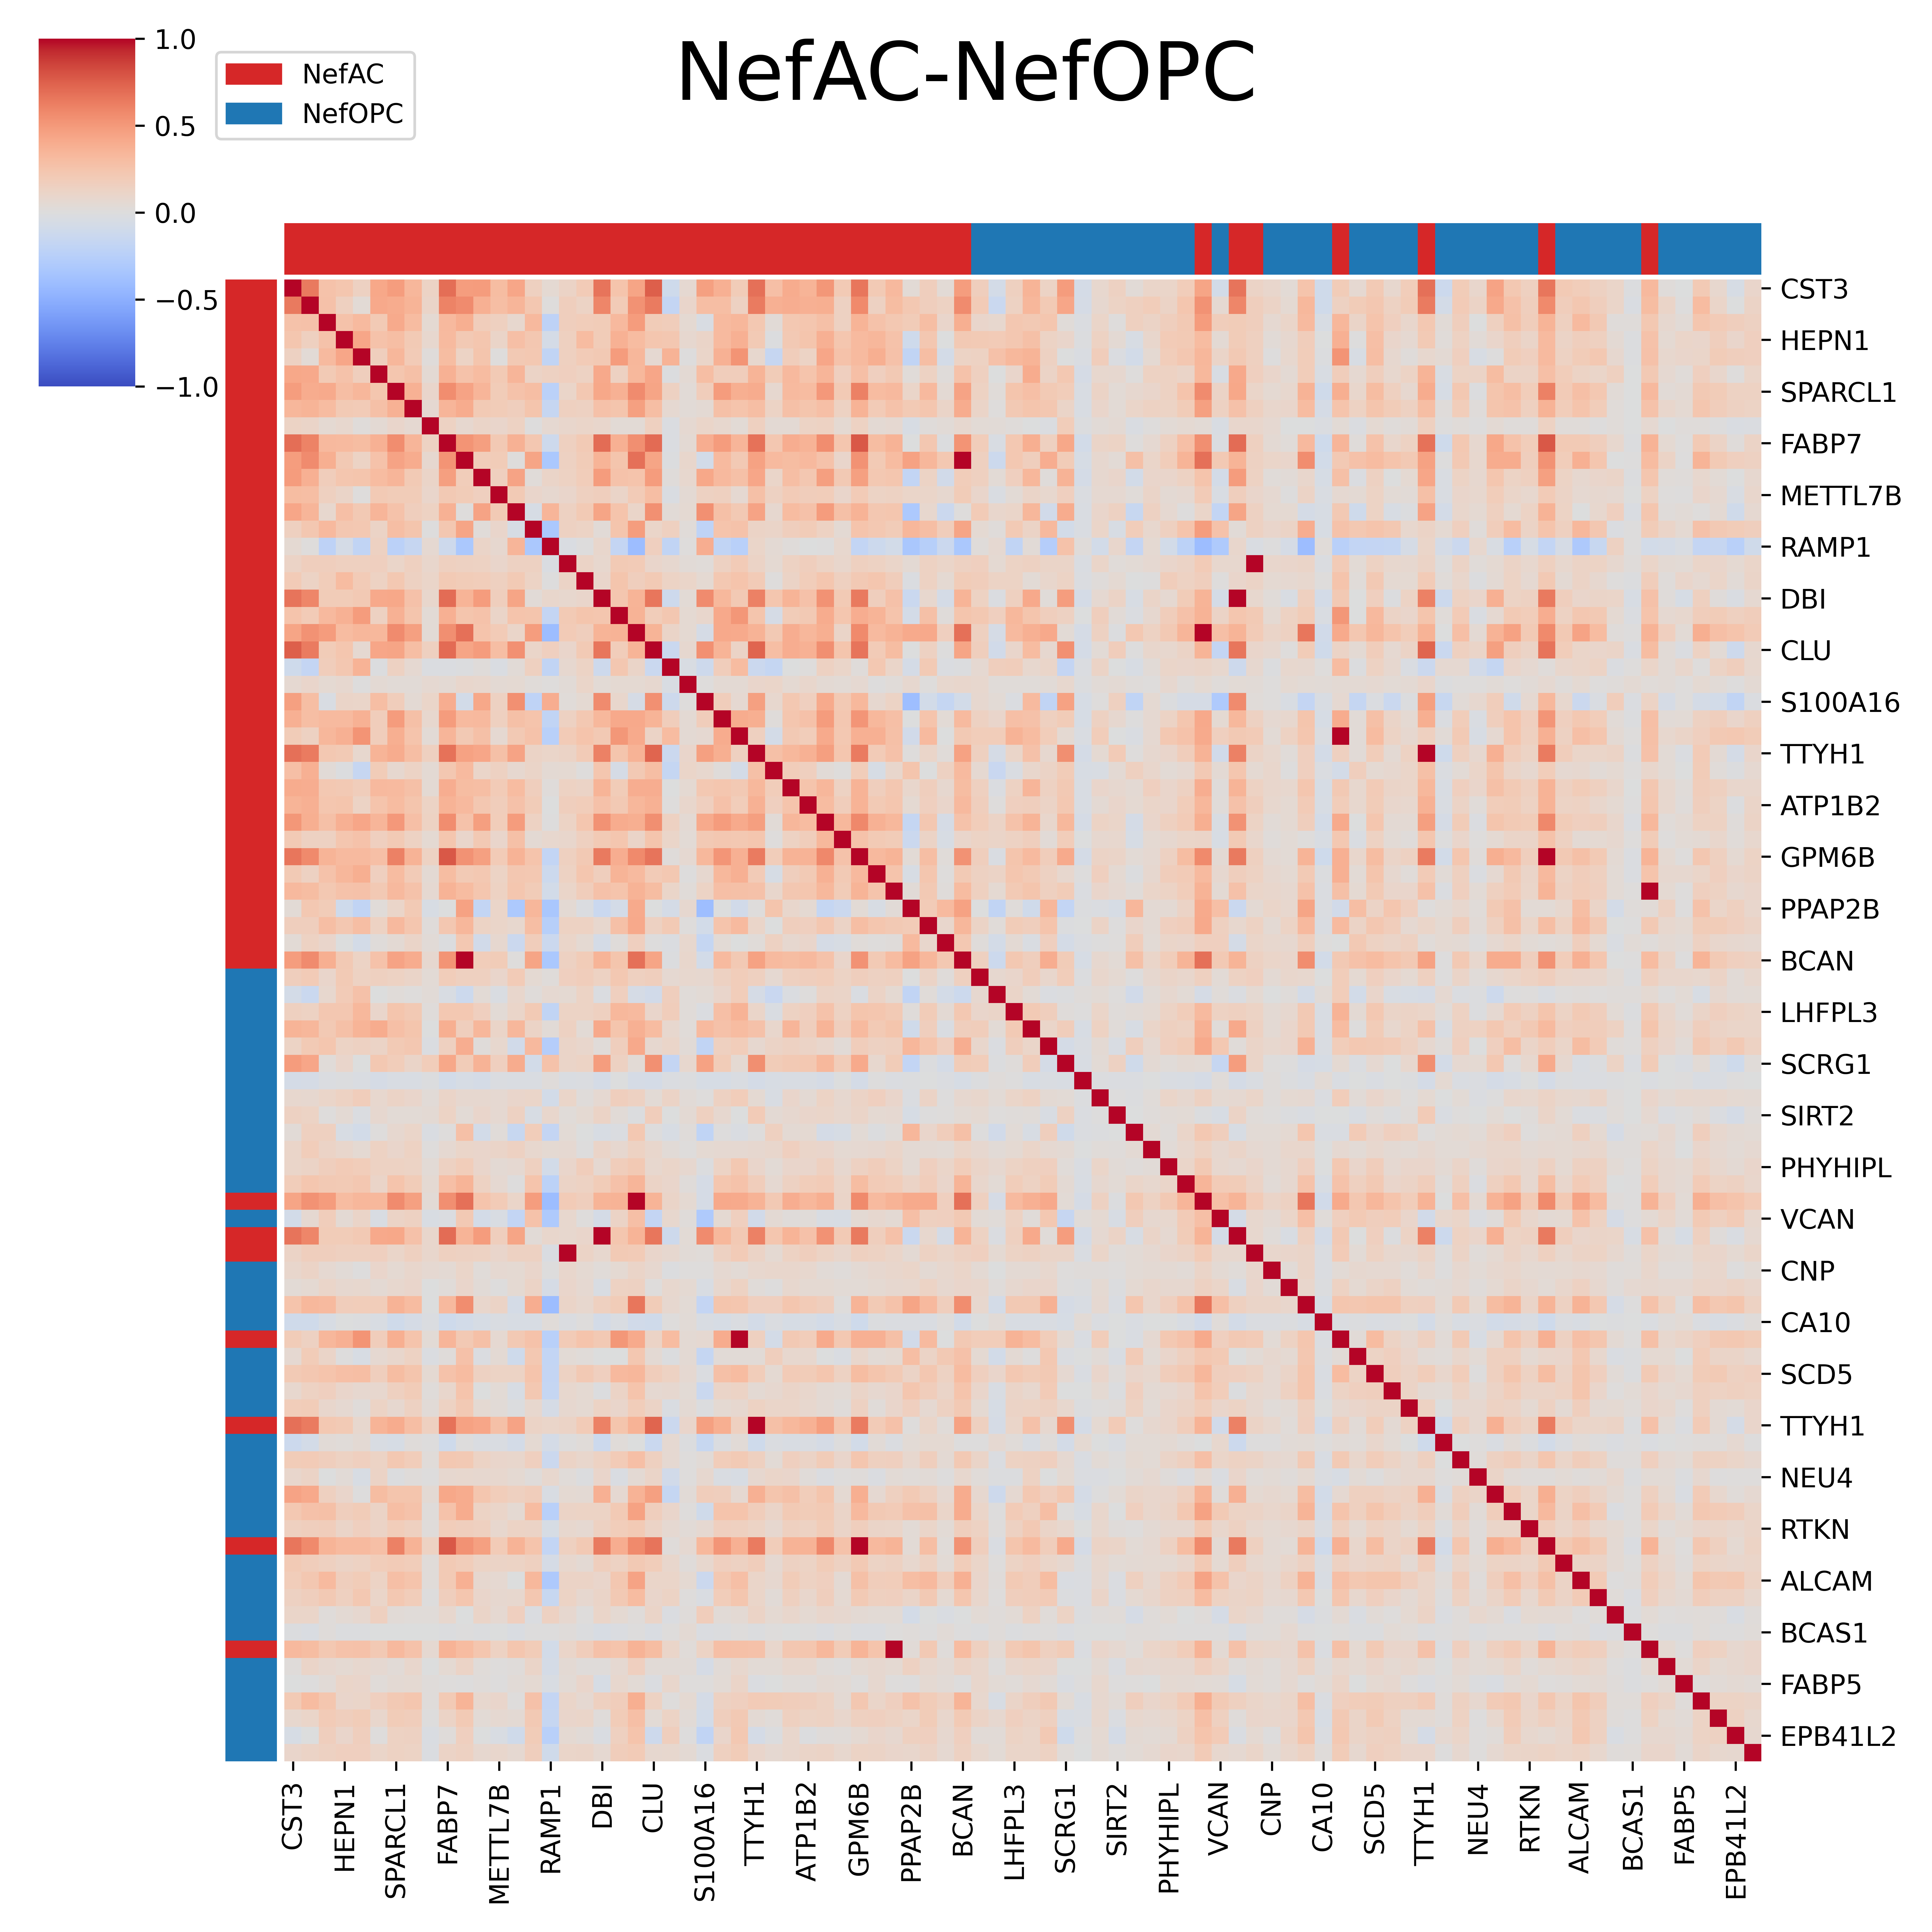 NefAC-NefOPC
1.0
0.5
0.0
−0.5
−1.0
NefAC
NefOPC
CST3
HEPN1
SPARCL1
FABP7
METTL7B
RAMP1
DBI
CLU
S100A16
TTYH1
ATP1B2
GPM6B
PPAP2B
BCAN
LHFPL3
SCRG1
SIRT2
PHYHIPL
VCAN
CNP
CA10
SCD5
TTYH1
NEU4
RTKN
ALCAM
BCAS1
FABP5
EPB41L2
CST3
HEPN1
SPARCL1
FABP7
METTL7B
RAMP1
DBI
CLU
S100A16
TTYH1
ATP1B2
GPM6B
PPAP2B
BCAN
LHFPL3
SCRG1
SIRT2
PHYHIPL
VCAN
CNP
CA10
SCD5
TTYH1
NEU4
RTKN
ALCAM
BCAS1
FABP5
EPB41L2